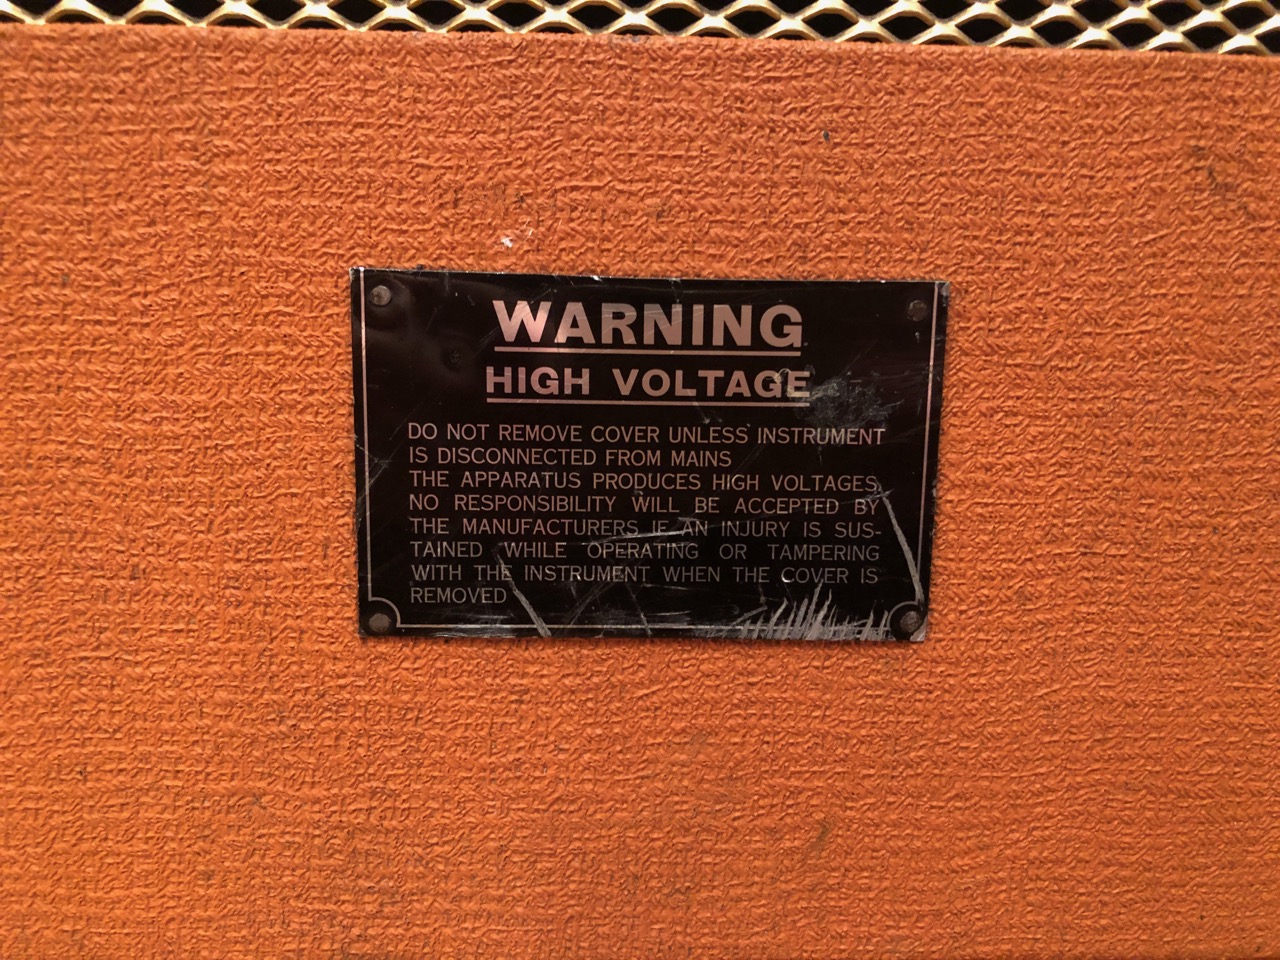 WARNING
HIGH VOLTAGE
DO NOT REMOVE COVER UNLESS INSTRUMENT
IS DISCONNECTED FROM MAINS
THE APPARATUS PRODUCES HIGH VOLTAGES,
NO RESPONSIBILITY WILL BE ACCEPTED BY
THE MANUFACTURERS IF AN INJURY IS SUS-
TAINED WHILE OPERATING OR TAMPERING
WITH THE INSTRUMENT WHEN THE COVER IS
REMOVED